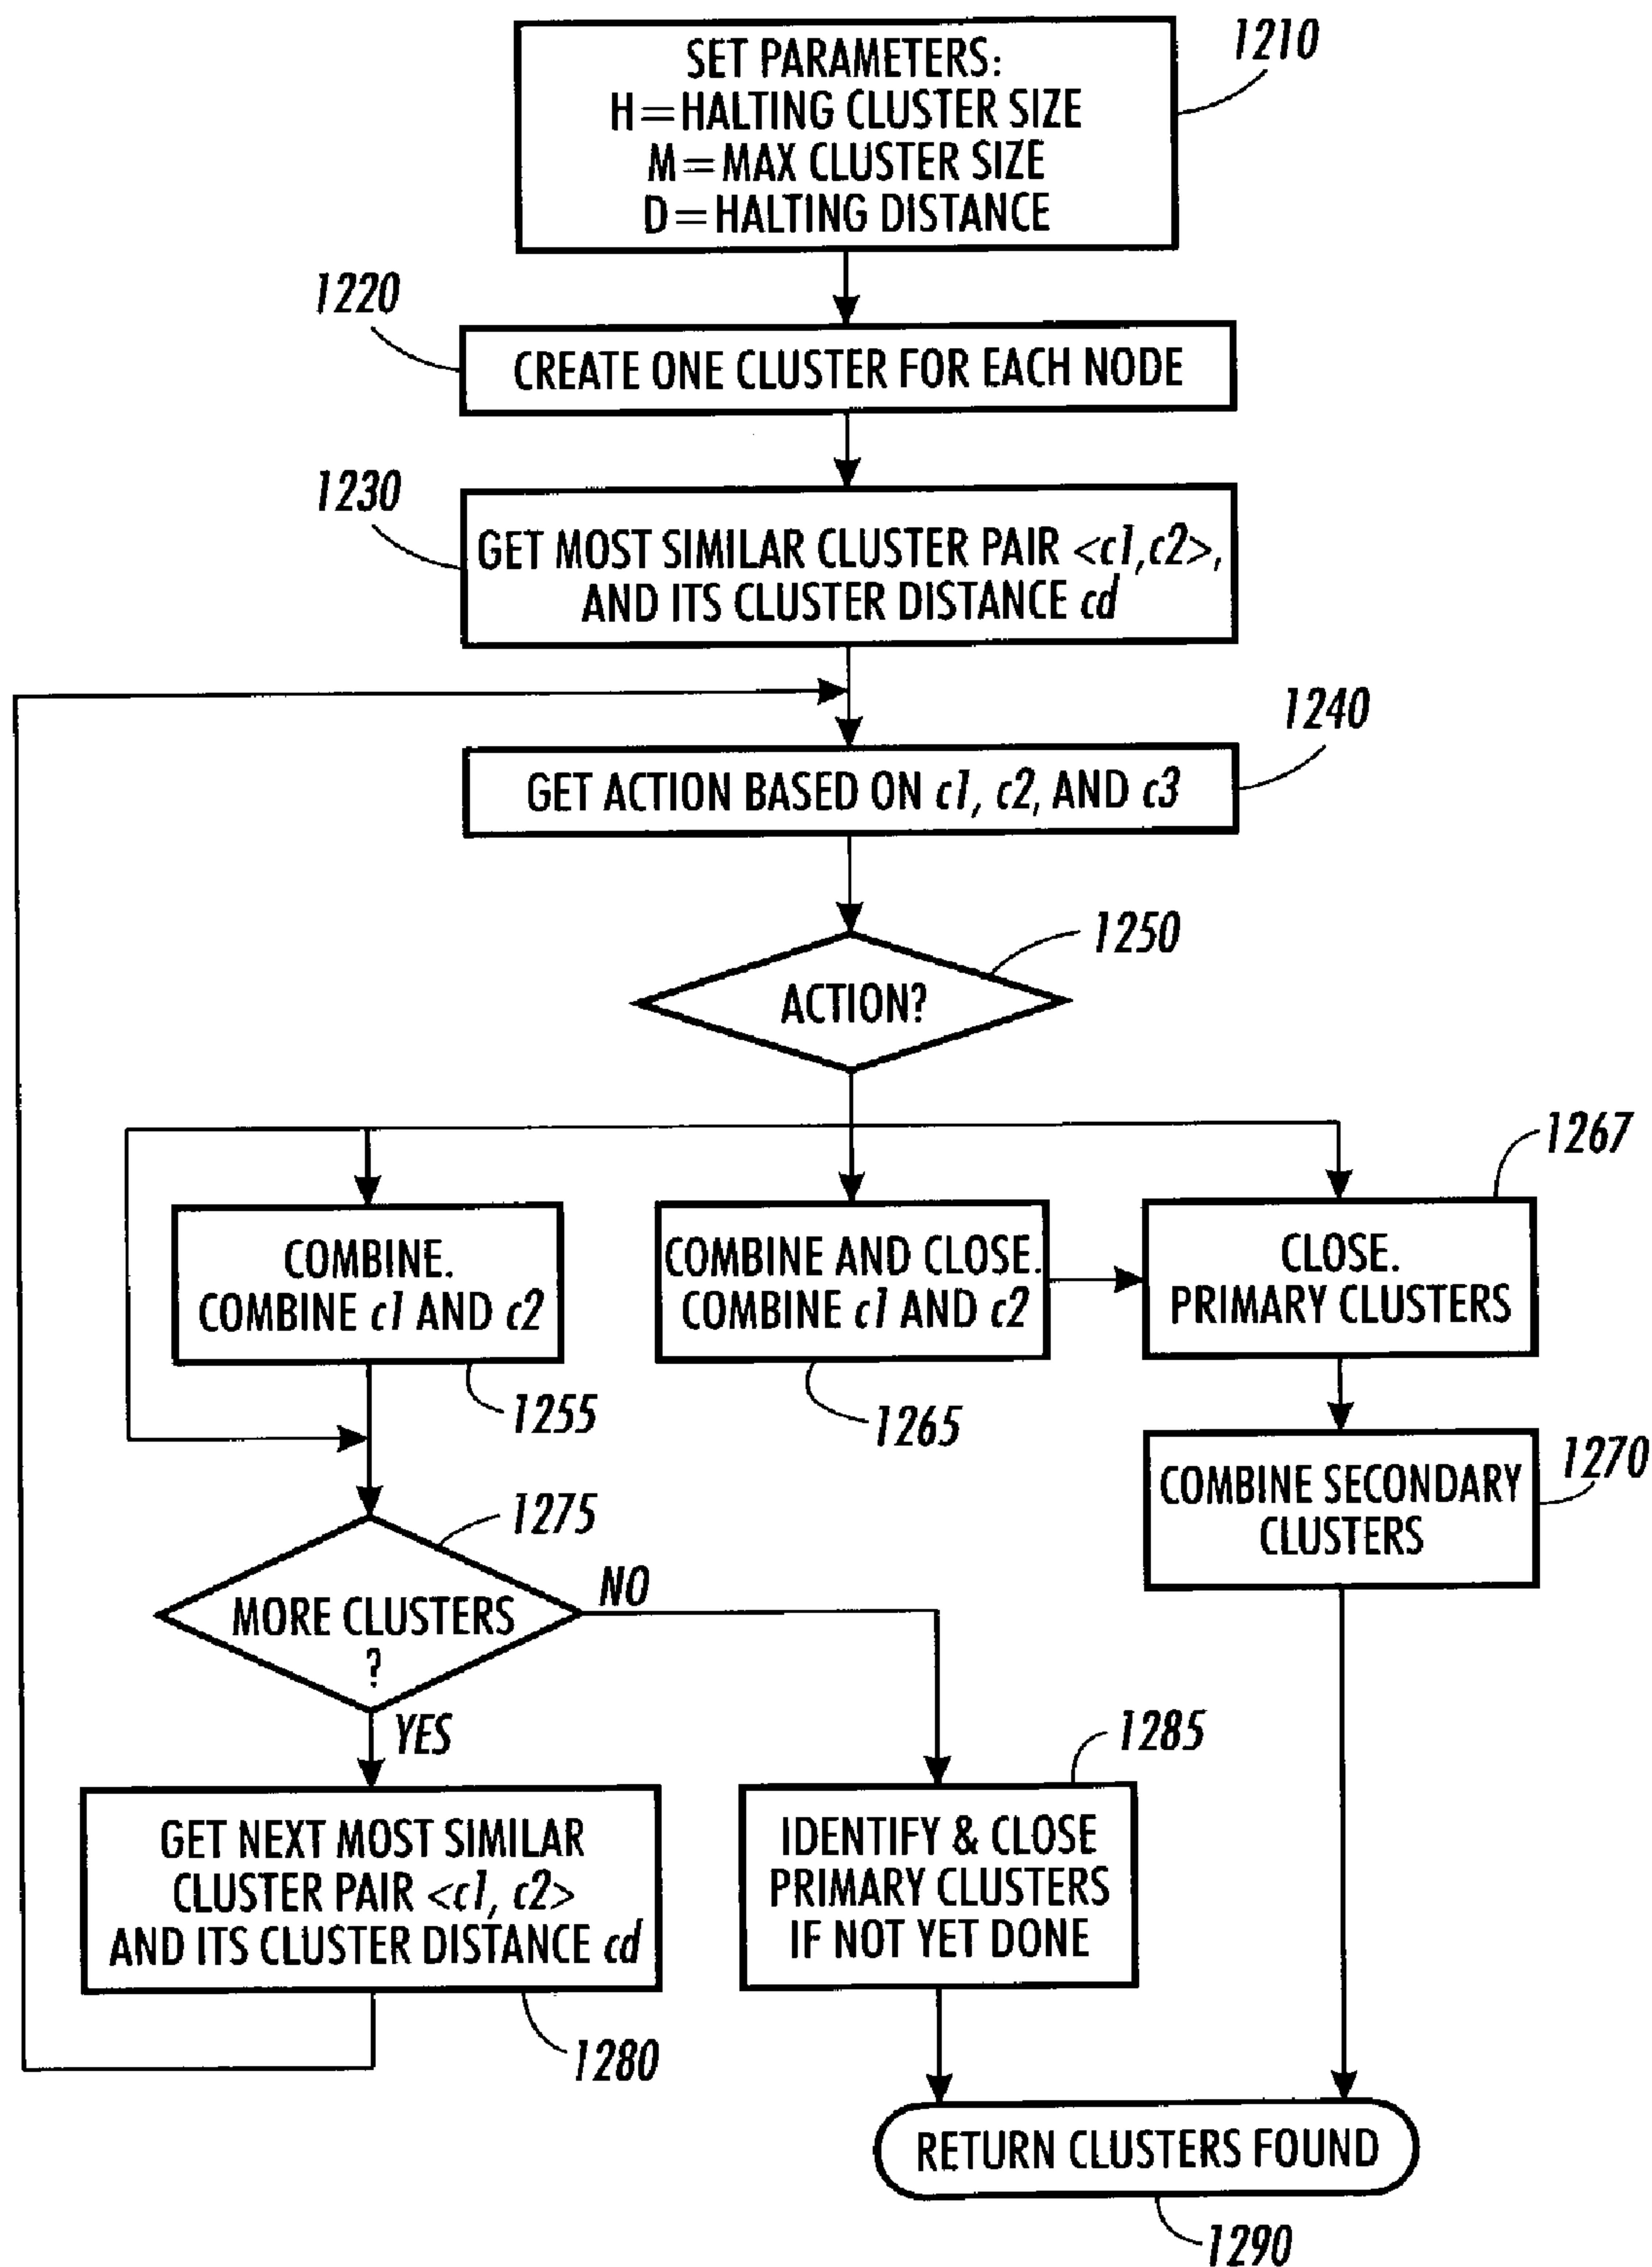 SET PARAMETERS:
H=HALTING CLUSTER SIZE
M=MAX CLUSTER SIZE
D=HALTING DISTANCE
1210
1220
CREATE ONE CLUSTER FOR EACH NODE
1230
GET MOST SIMILAR CLUSTER PAIR <c1,c2>,
AND ITS CLUSTER DISTANCE cd
1240
GET ACTION BASED ON c1, c2, AND c3
1250
ACTION?
1267
COMBINE.
COMBINE c1 AND c2
1255
COMBINE AND CLOSE.
COMBINE c1 AND c2
1265
CLOSE.
PRIMARY CLUSTERS
1270
COMBINE SECONDARY
CLUSTERS
1275
MORE CLUSTERS
?
NO
YES
1285
GET NEXT MOST SIMILAR
CLUSTER PAIR <c1, c2>
AND ITS CLUSTER DISTANCE cd
1280
IDENTIFY & CLOSE
PRIMARY CLUSTERS
IF NOT YET DONE
RETURN CLUSTERS FOUND
1290